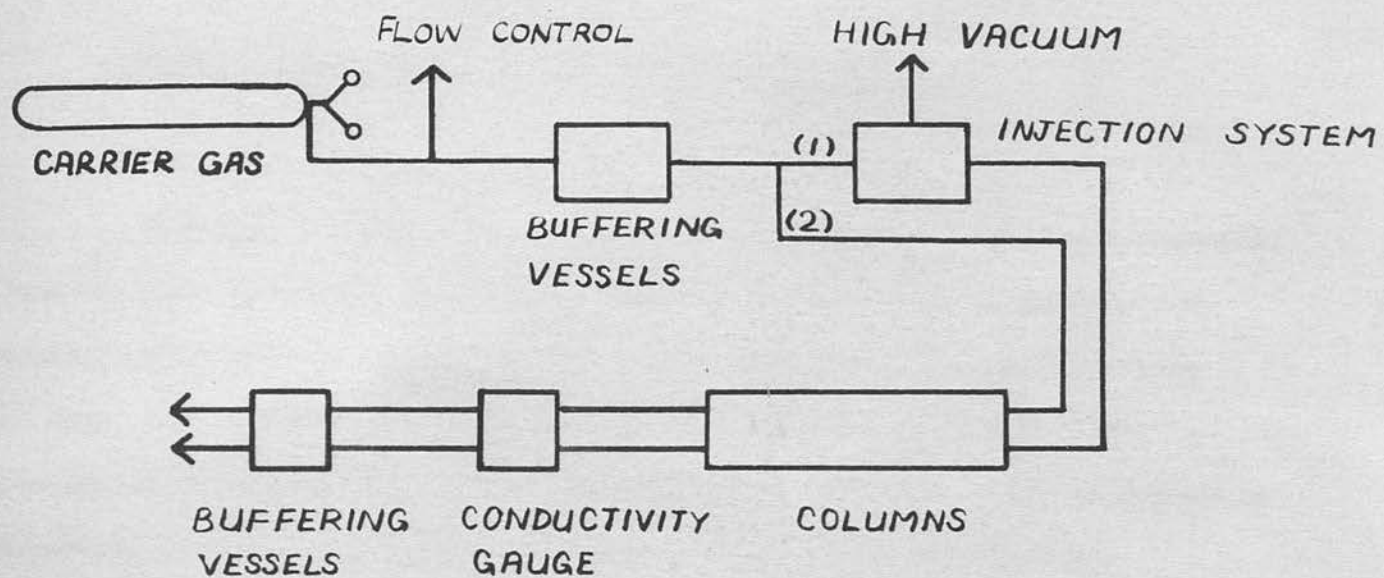 FLOW CONTROL
HIGH VACUUM
CARRIER GAS
(1)
INJECTION SYSTEM
(2)
BUFFERING
VESSELS
BUFFERING
VESSELS
CONDUCTIVITY
GAUGE
COLUMNS